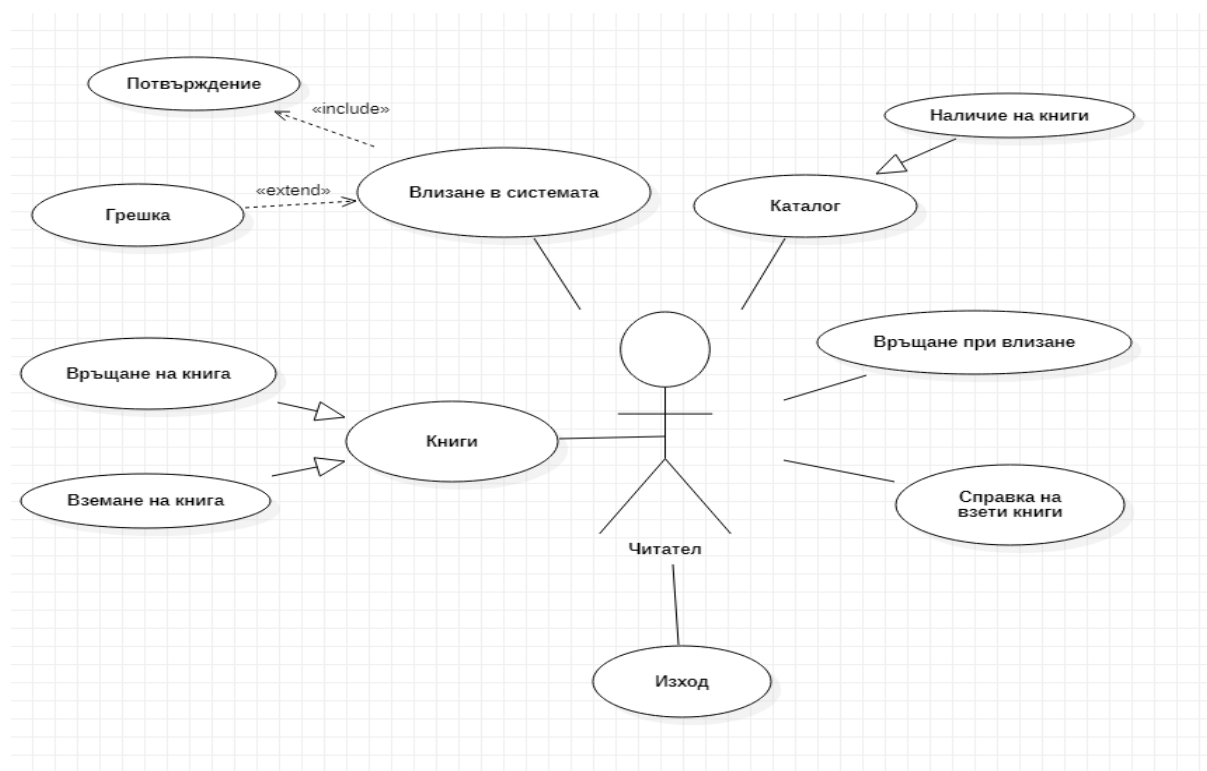 Потвърждение
«include»
Наличие на книги
«extend»
Влизане в системата
Каталог
Грешка
Връщане при влизане
Връщане на книга
Книги
Вземане на книга
Справка на
взети книги
Читател
Изход